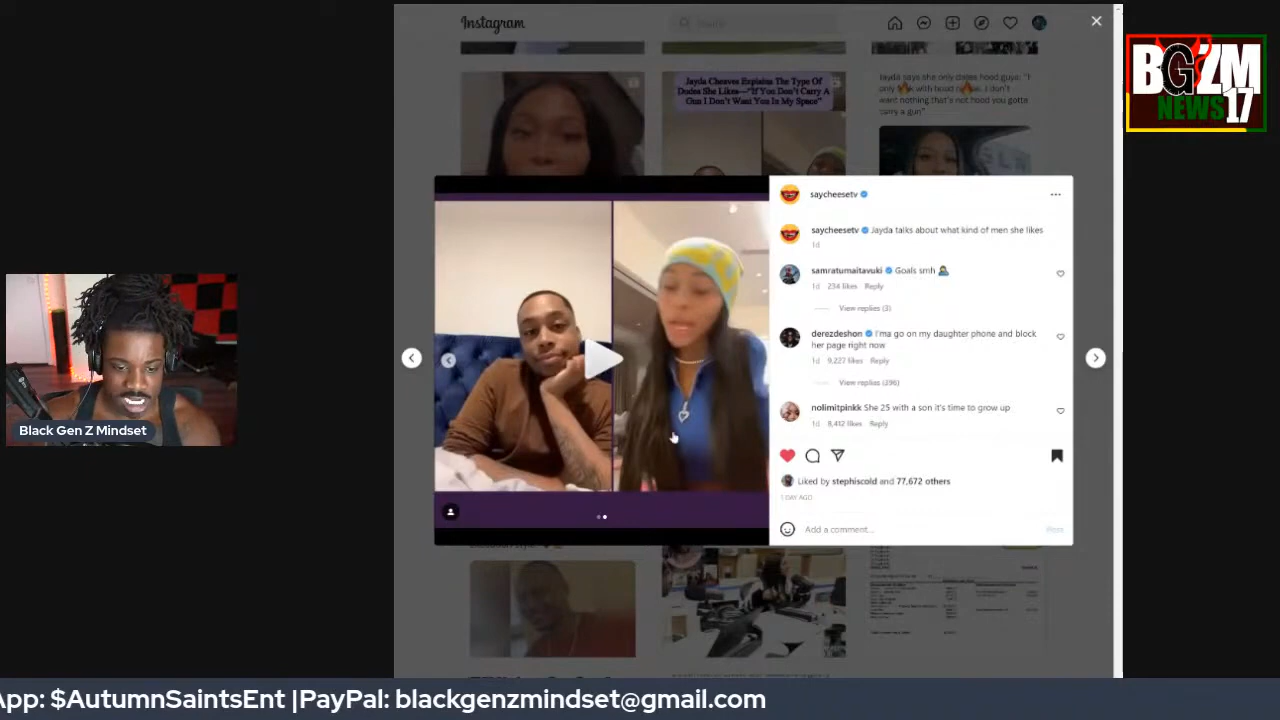 Instagram
Search
BGZM
NEWS 17
Jayda Cheaves Explains The Type Of
Dudes She Likes—"If You Don't Carry A
Gun I Don't Want You In My Space"
Jayda says she only dates hood guys: "I
want nothing that's not hood you gotta
carry a gun"
saycheesetv
saycheesetv Jayda talks about what kind of men she likes
1d
samratumaitavuki Goals smh
1d 234 likes Reply
View replies (3)
derezdeshon I'ma go on my daughter phone and block
her page right now
1d 9,227 likes Reply
View replies (396)
nolimitpinkk She 25 with a son it's time to grow up
1d 8,412 likes Reply
Liked by stephiscold and 77,672 others
1 DAY AGO
Add a comment...
Black Gen Z Mindset
App: $AutumnSaintsEnt |PayPal: blackgenzmindset@gmail.com